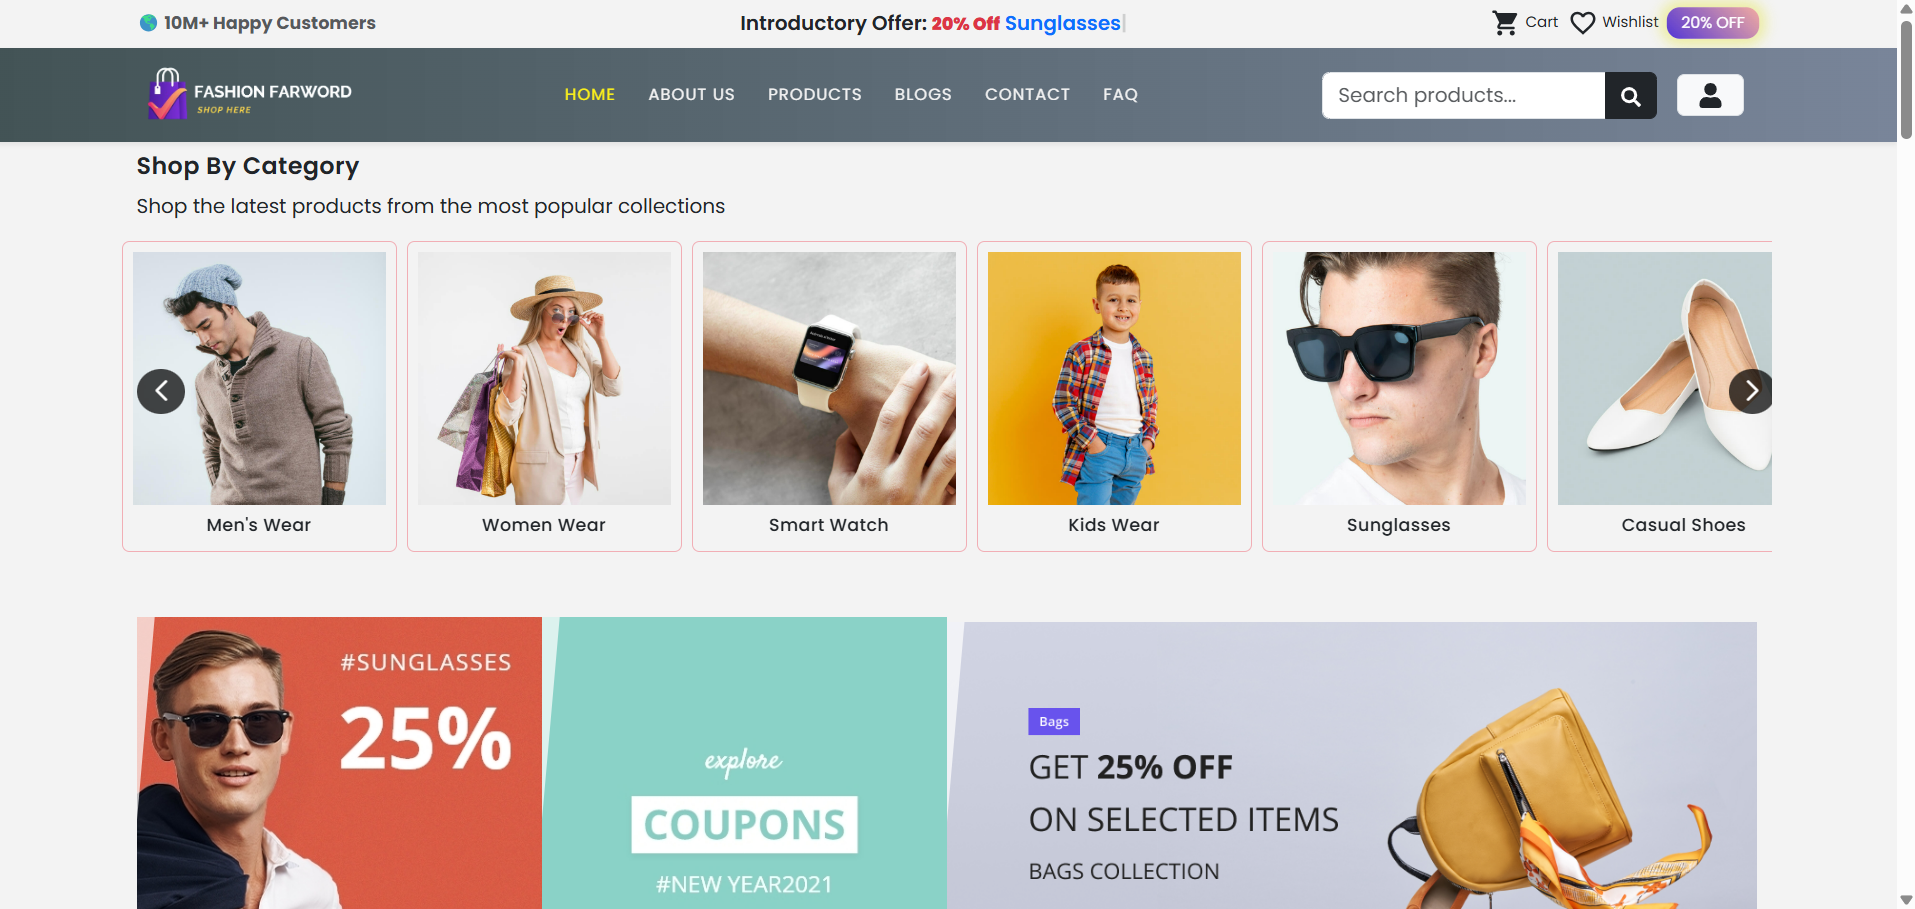 10M+ Happy Customers
Introductory Offer: 20% Off Sunglasses
Cart
Wishlist
20% OFF
FASHION FARWORD
SHOP HERE
HOME
ABOUT US
PRODUCTS
BLOGS
CONTACT
FAQ
Search products...
Shop By Category
Shop the latest products from the most popular collections
Men's Wear
Women Wear
Smart Watch
Kids Wear
Sunglasses
Casual Shoes
#SUNGLASSES
25%
explore
COUPONS
#NEW YEAR2021
Bags
GET 25% OFF
ON SELECTED ITEMS
BAGS COLLECTION